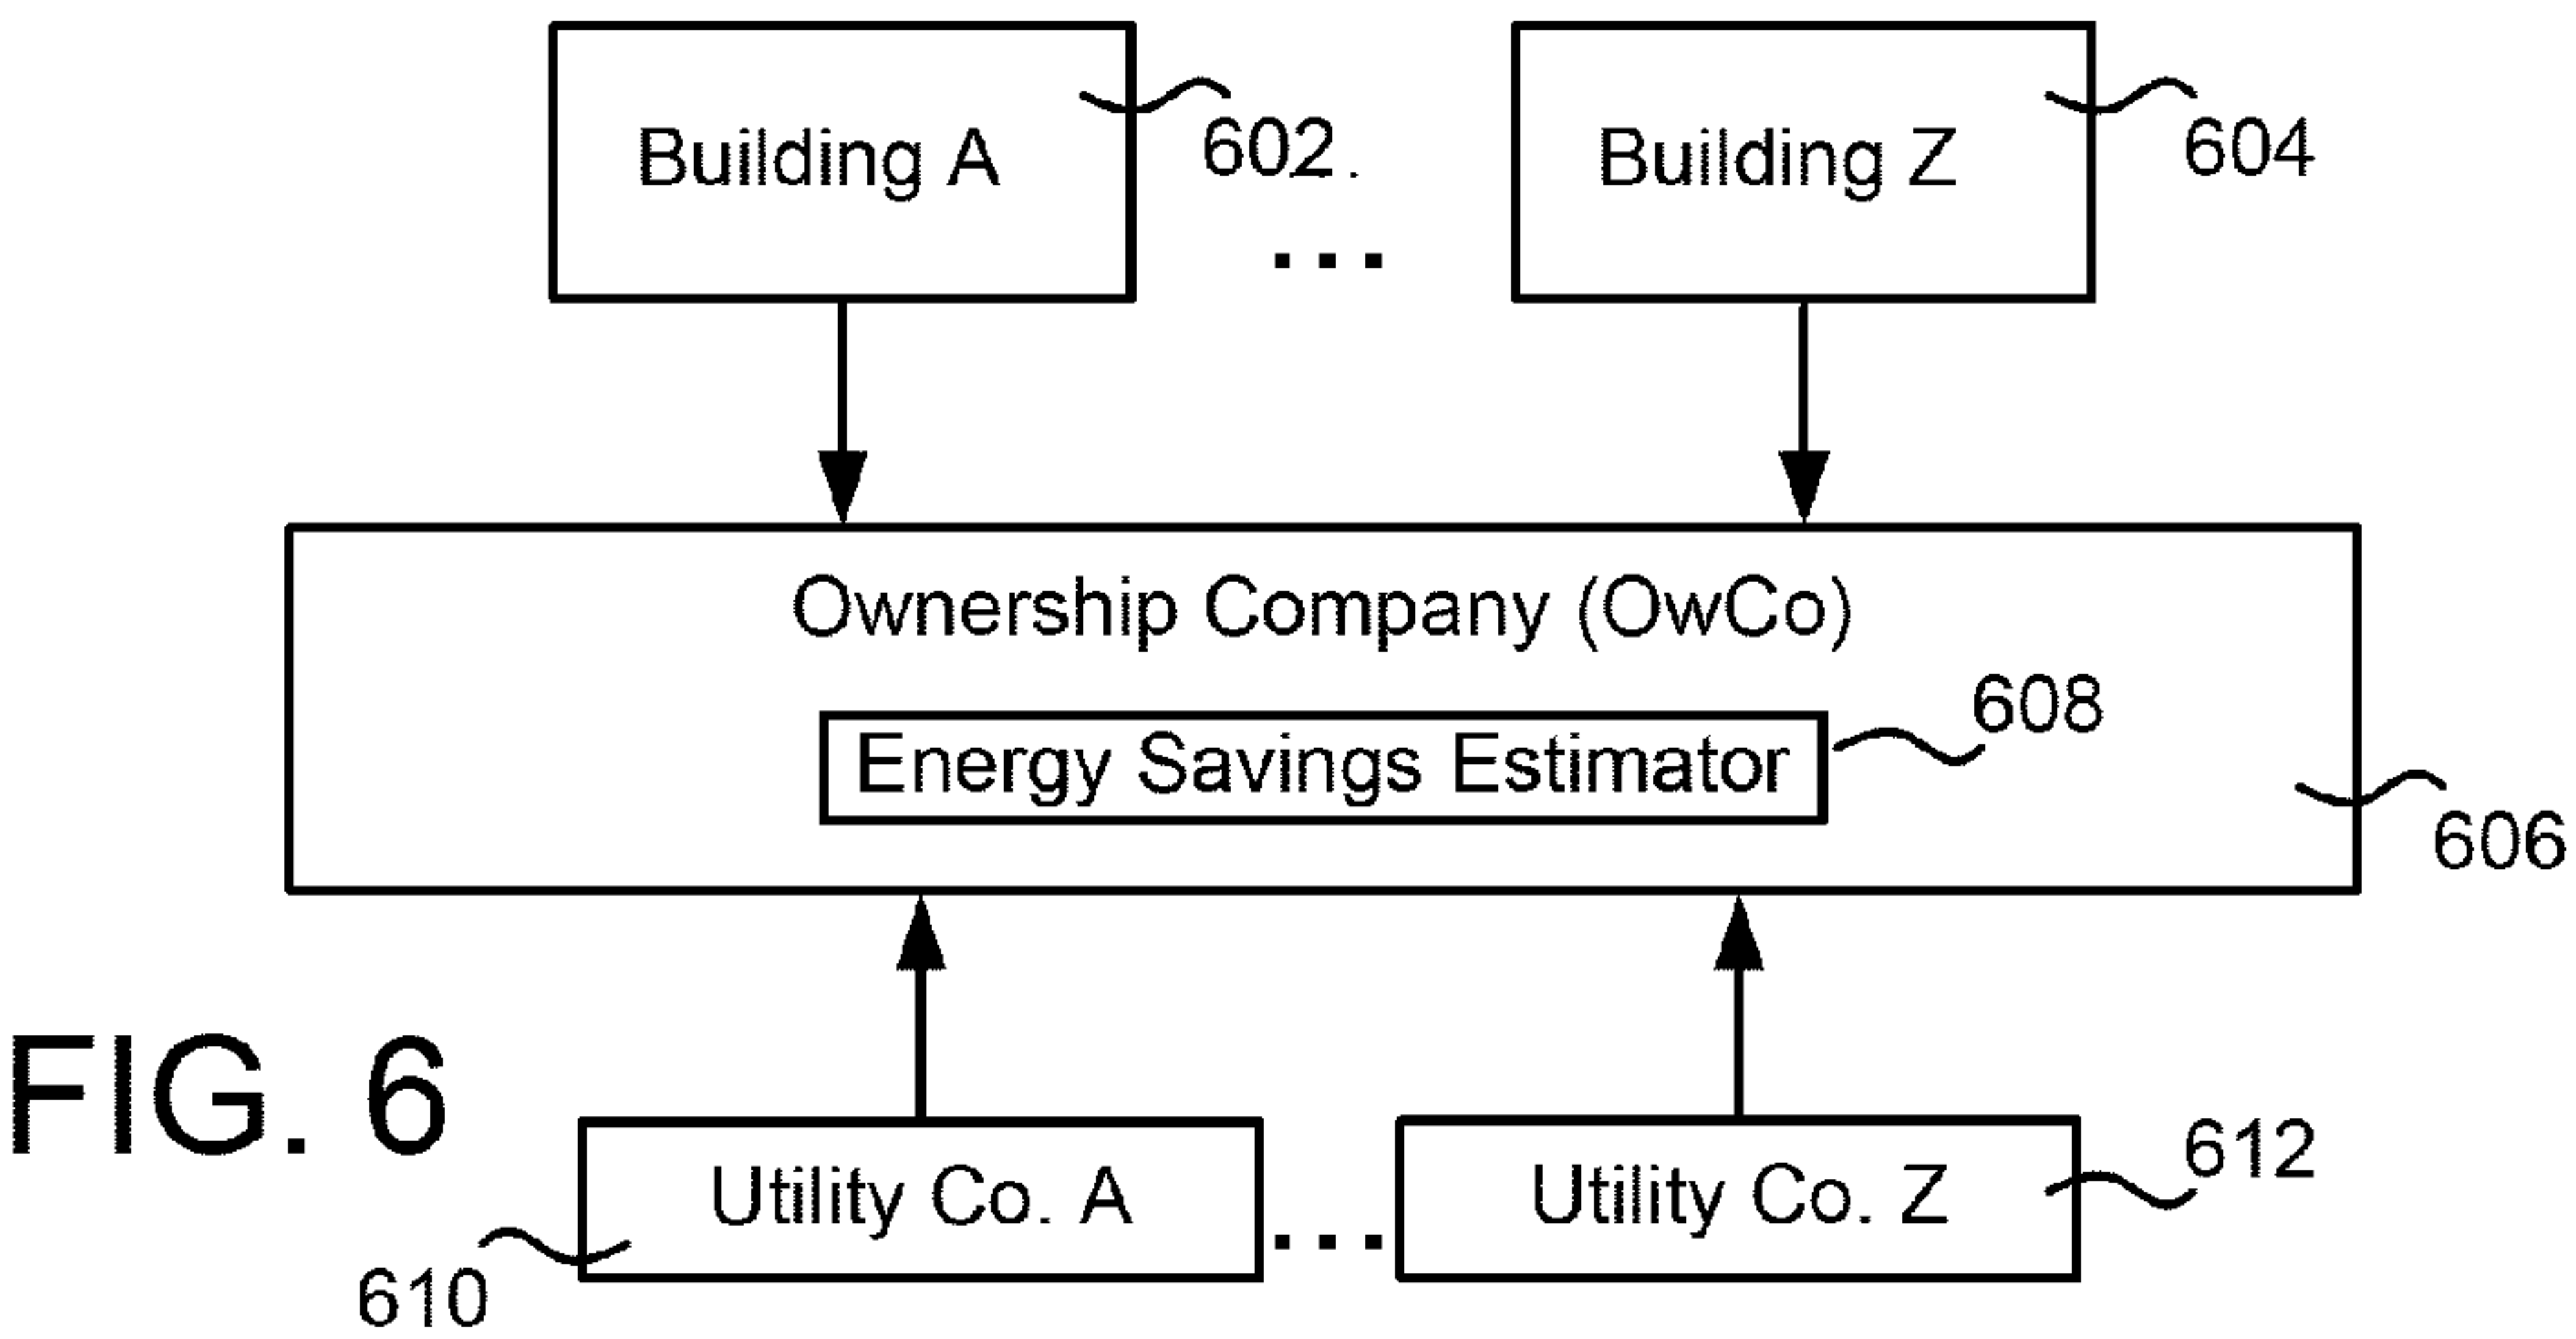 Building A
602
Building Z
604
...
Ownership Company (OwCo)
608
Energy Savings Estimator
606
FIG. 6
Utility Co. A
610
...
Utility Co. Z
612